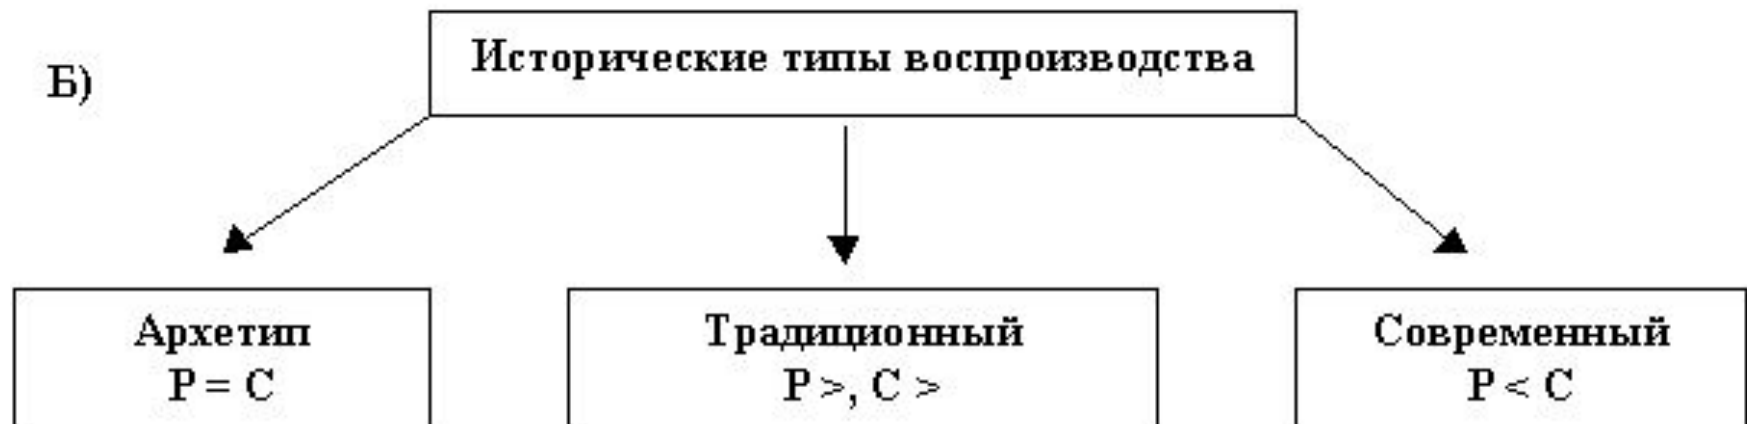 Б)
Исторические типы воспроизводства
Архетип
Р = С
Традиционный
Р >, С >
Современный
Р < С